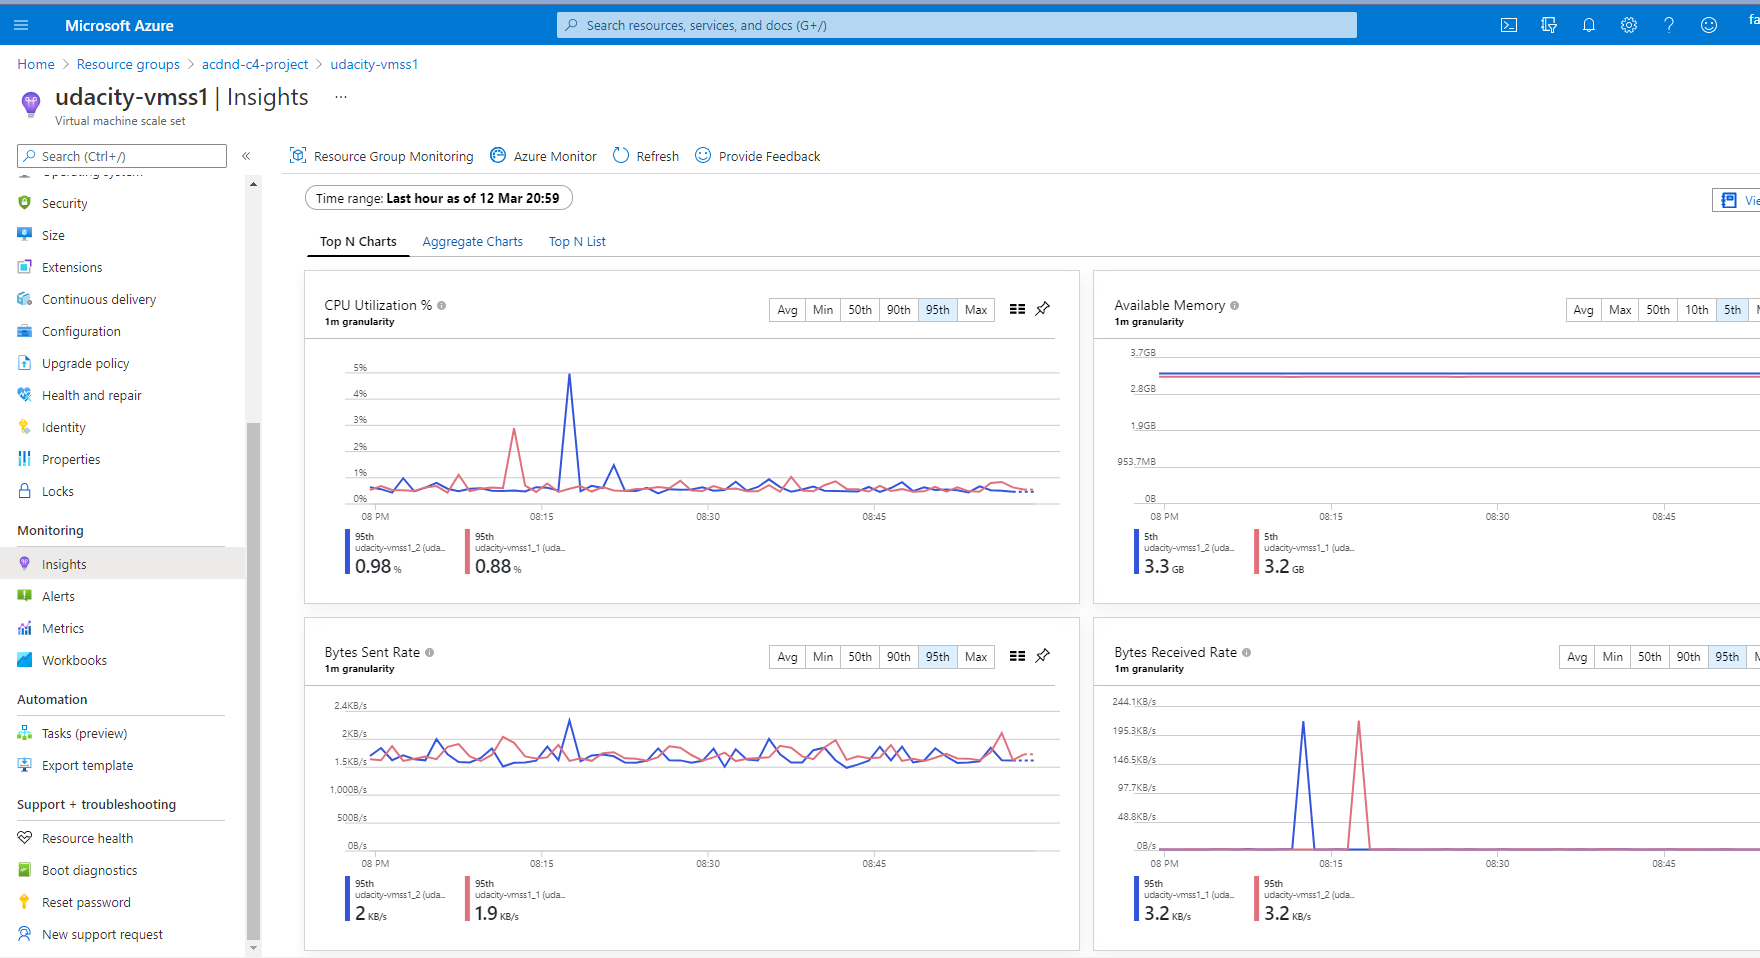 Microsoft Azure
Search resources, services, and docs (G+/)
fa
Home > Resource groups > acdnd-c4-project > udacity-vmss1
udacity-vmss1 | Insights ...
Virtual machine scale set
Search (Ctrl+/)
«
Operating system
Security
Size
Extensions
Continuous delivery
Configuration
Upgrade policy
Health and repair
Identity
Properties
Locks
Monitoring
Insights
Alerts
Metrics
Workbooks
Automation
Tasks (preview)
Export template
Support + troubleshooting
Resource health
Boot diagnostics
Reset password
New support request
Resource Group Monitoring Azure Monitor Refresh Provide Feedback
Time range: Last hour as of 12 Mar 20:59
Vie
Top N Charts Aggregate Charts Top N List
CPU Utilization %
1m granularity
Avg Min 50th 90th 95th Max
5%
4%
3%
2%
1%
0%
08 PM 08:15 08:30 08:45
95th
udacity-vmss1_2 (uda...
0.98 %
95th
udacity-vmss1_1 (uda...
0.88 %
Available Memory
1m granularity
Avg Max 50th 10th 5th M
3.7GB
2.8GB
1.9GB
953.7MB
0B
08 PM 08:15 08:30 08:45
5th
udacity-vmss1_2 (uda...
3.3 GB
5th
udacity-vmss1_1 (uda...
3.2 GB
Bytes Sent Rate
1m granularity
Avg Min 50th 90th 95th Max
2.4KB/s
2KB/s
1.5KB/s
1,000B/s
500B/s
0B/s
08 PM 08:15 08:30 08:45
95th
udacity-vmss1_2 (uda...
2 KB/s
95th
udacity-vmss1_1 (uda...
1.9 KB/s
Bytes Received Rate
1m granularity
Avg Min 50th 90th 95th M
244.1KB/s
195.3KB/s
146.5KB/s
97.7KB/s
48.8KB/s
0B/s
08 PM 08:15 08:30 08:45
95th
udacity-vmss1_1 (uda...
3.2 KB/s
95th
udacity-vmss1_2 (uda...
3.2 KB/s